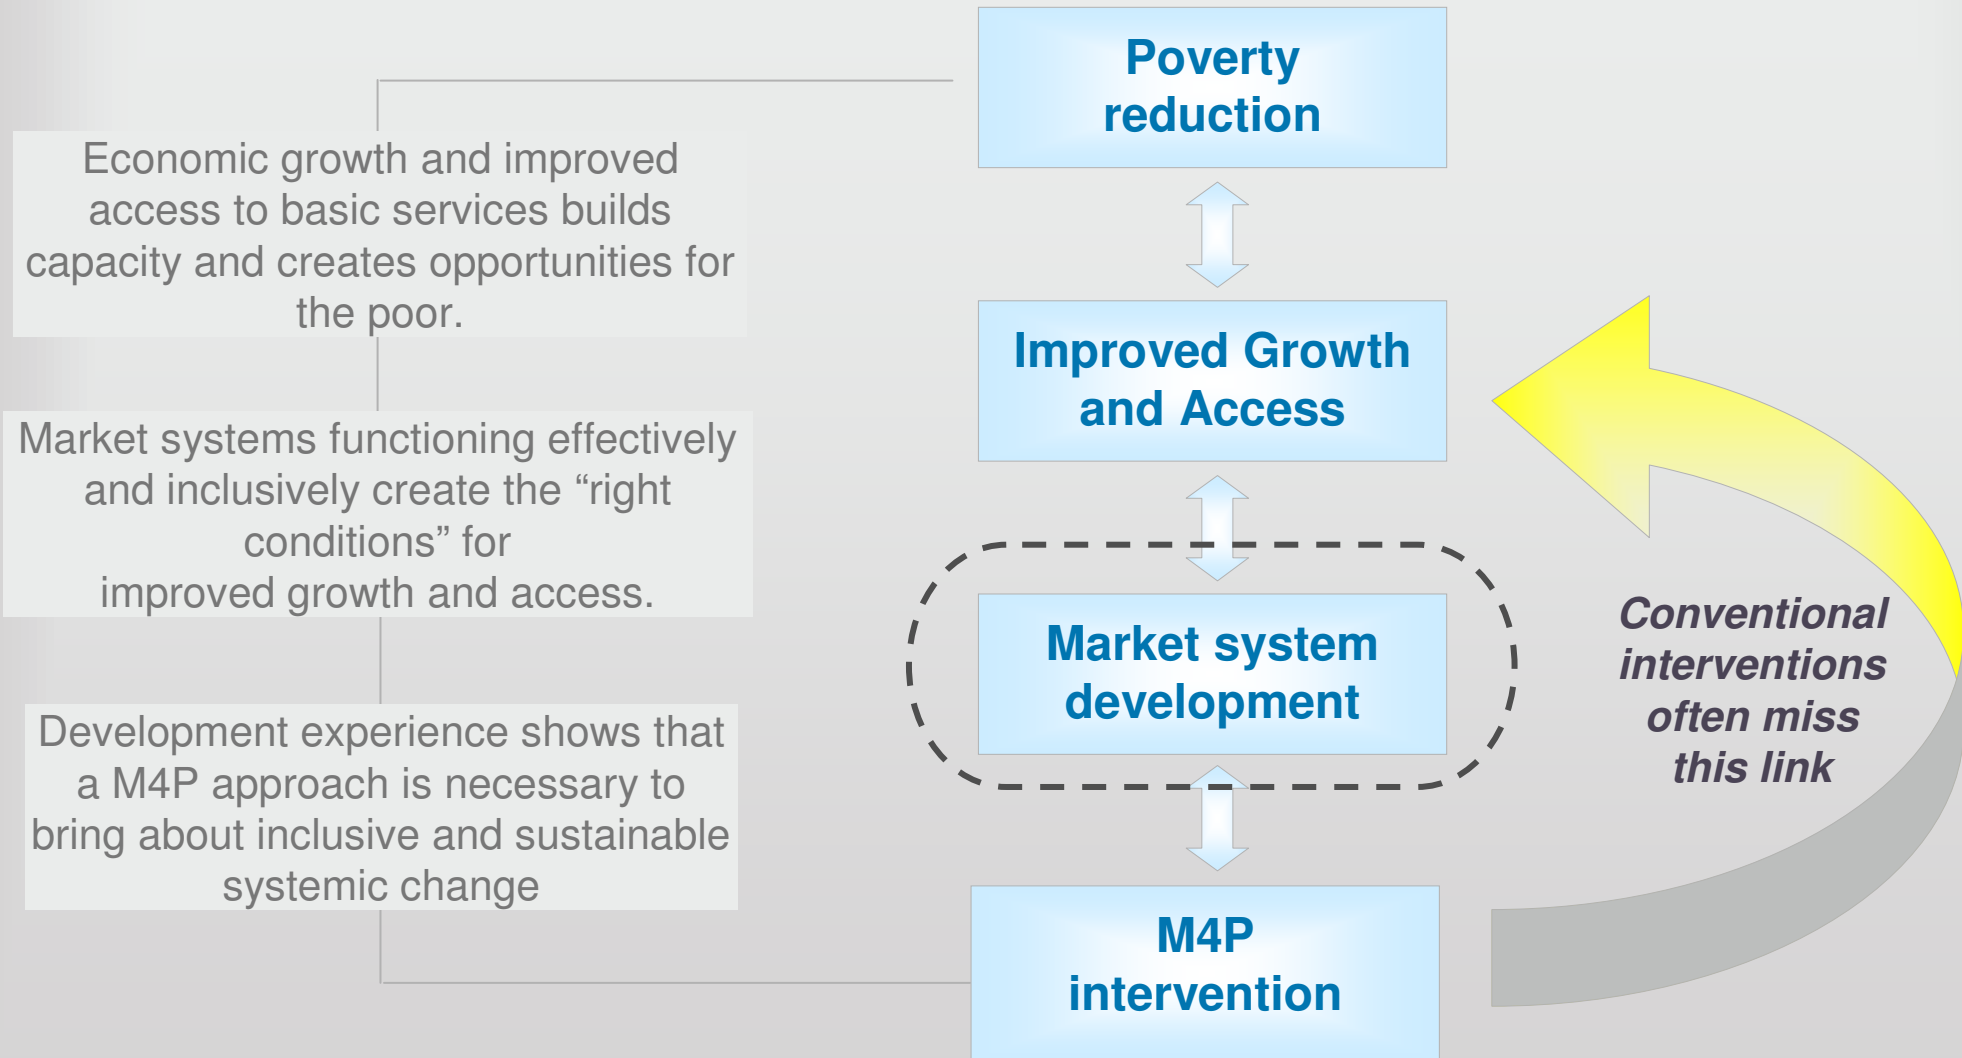 Poverty
reduction
Economic growth and improved
access to basic services builds
capacity and creates opportunities for
the poor.
Improved Growth
and Access
Market systems functioning effectively
and inclusively create the “right
conditions” for
improved growth and access.
Market system
development
Conventional
interventions
often miss
this link
Development experience shows that
a M4P approach is necessary to
bring about inclusive and sustainable
systemic change
M4P
intervention